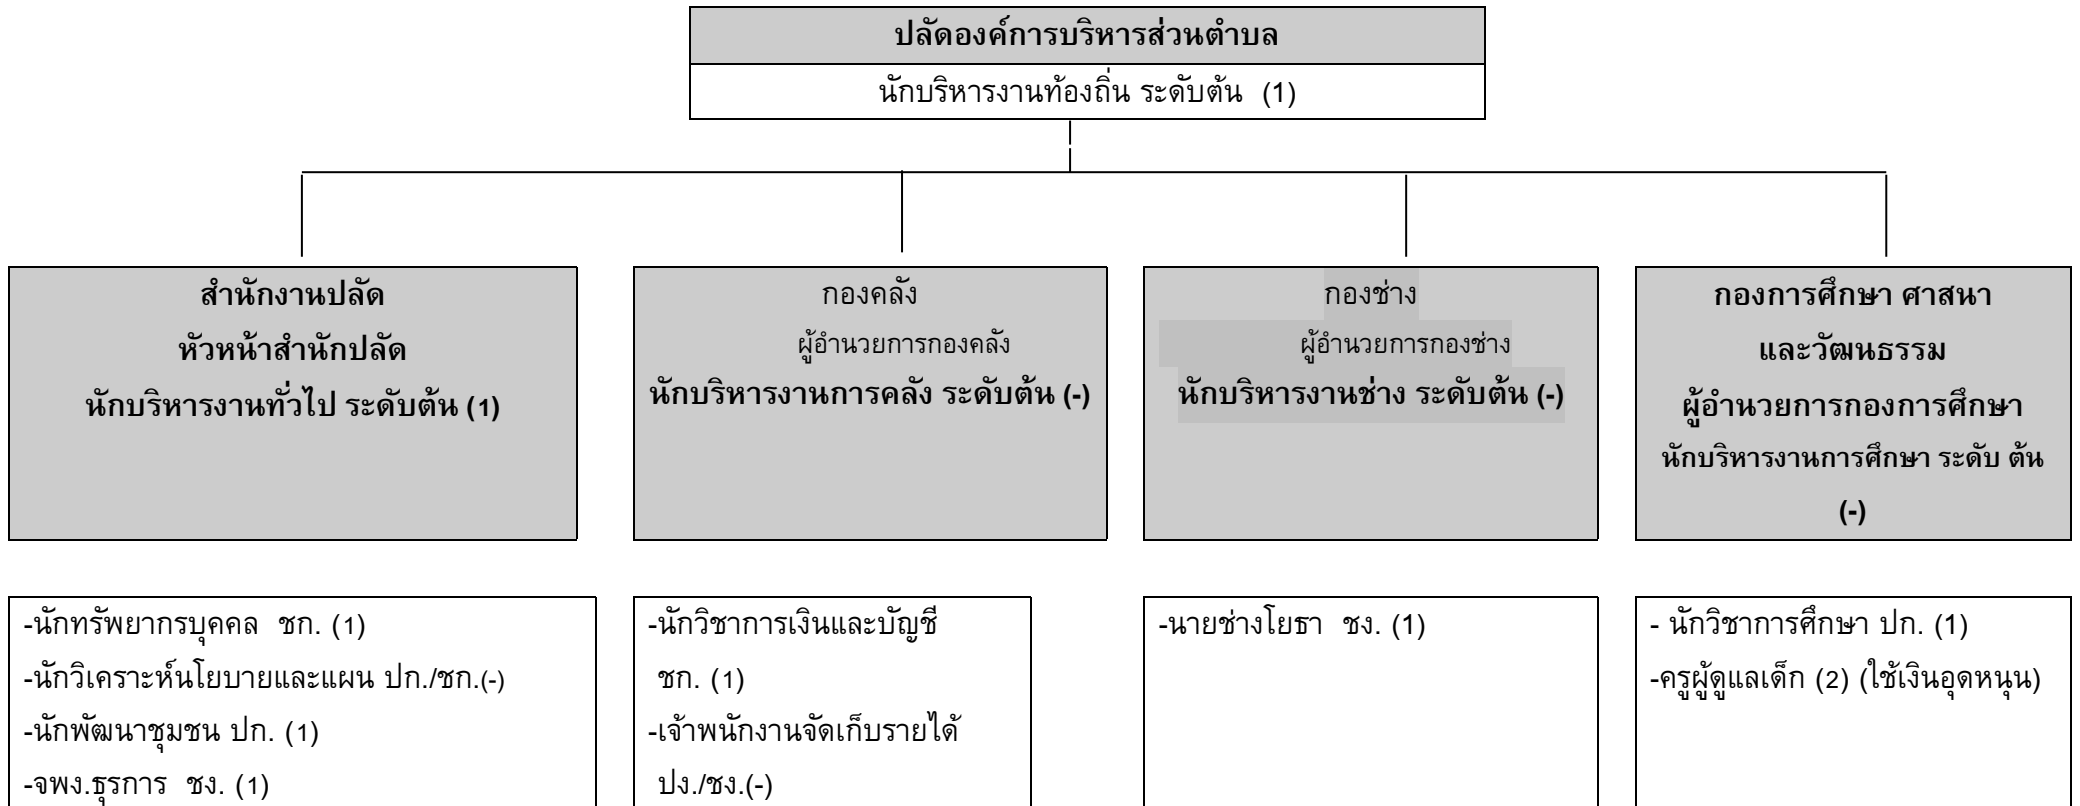 ปลัดองค์การบริหารส่วนตำบล
นักบริหารงานท้องถิ่น ระดับต้น (1)
สำนักงานปลัด
หัวหน้าสำนักปลัด
นักบริหารงานทั่วไป ระดับต้น (1)
กองคลัง
ผู้อำนวยการกองคลัง
นักบริหารงานการคลัง ระดับต้น (-)
กองช่าง
ผู้อำนวยการกองช่าง
นักบริหารงานช่าง ระดับต้น (-)
กองการศึกษา ศาสนา
และวัฒนธรรม
ผู้อำนวยการกองการศึกษา
นักบริหารงานการศึกษา ระดับ ต้น
(-)
-นักทรัพยากรบุคคล ชก. (1)
-นักวิเคราะห์นโยบายและแผน ปก./ชก.(-)
-นักพัฒนาชุมชน ปก. (1)
-จพง.ธุรการ ชง. (1)
-นักวิชาการเงินและบัญชี
ชก. (1)
-เจ้าพนักงานจัดเก็บรายได้
ปง./ชง.(-)
-นายช่างโยธา ชง. (1)
- นักวิชาการศึกษา ปก. (1)
-ครูผู้ดูแลเด็ก (2) (ใช้เงินอุดหนุน)